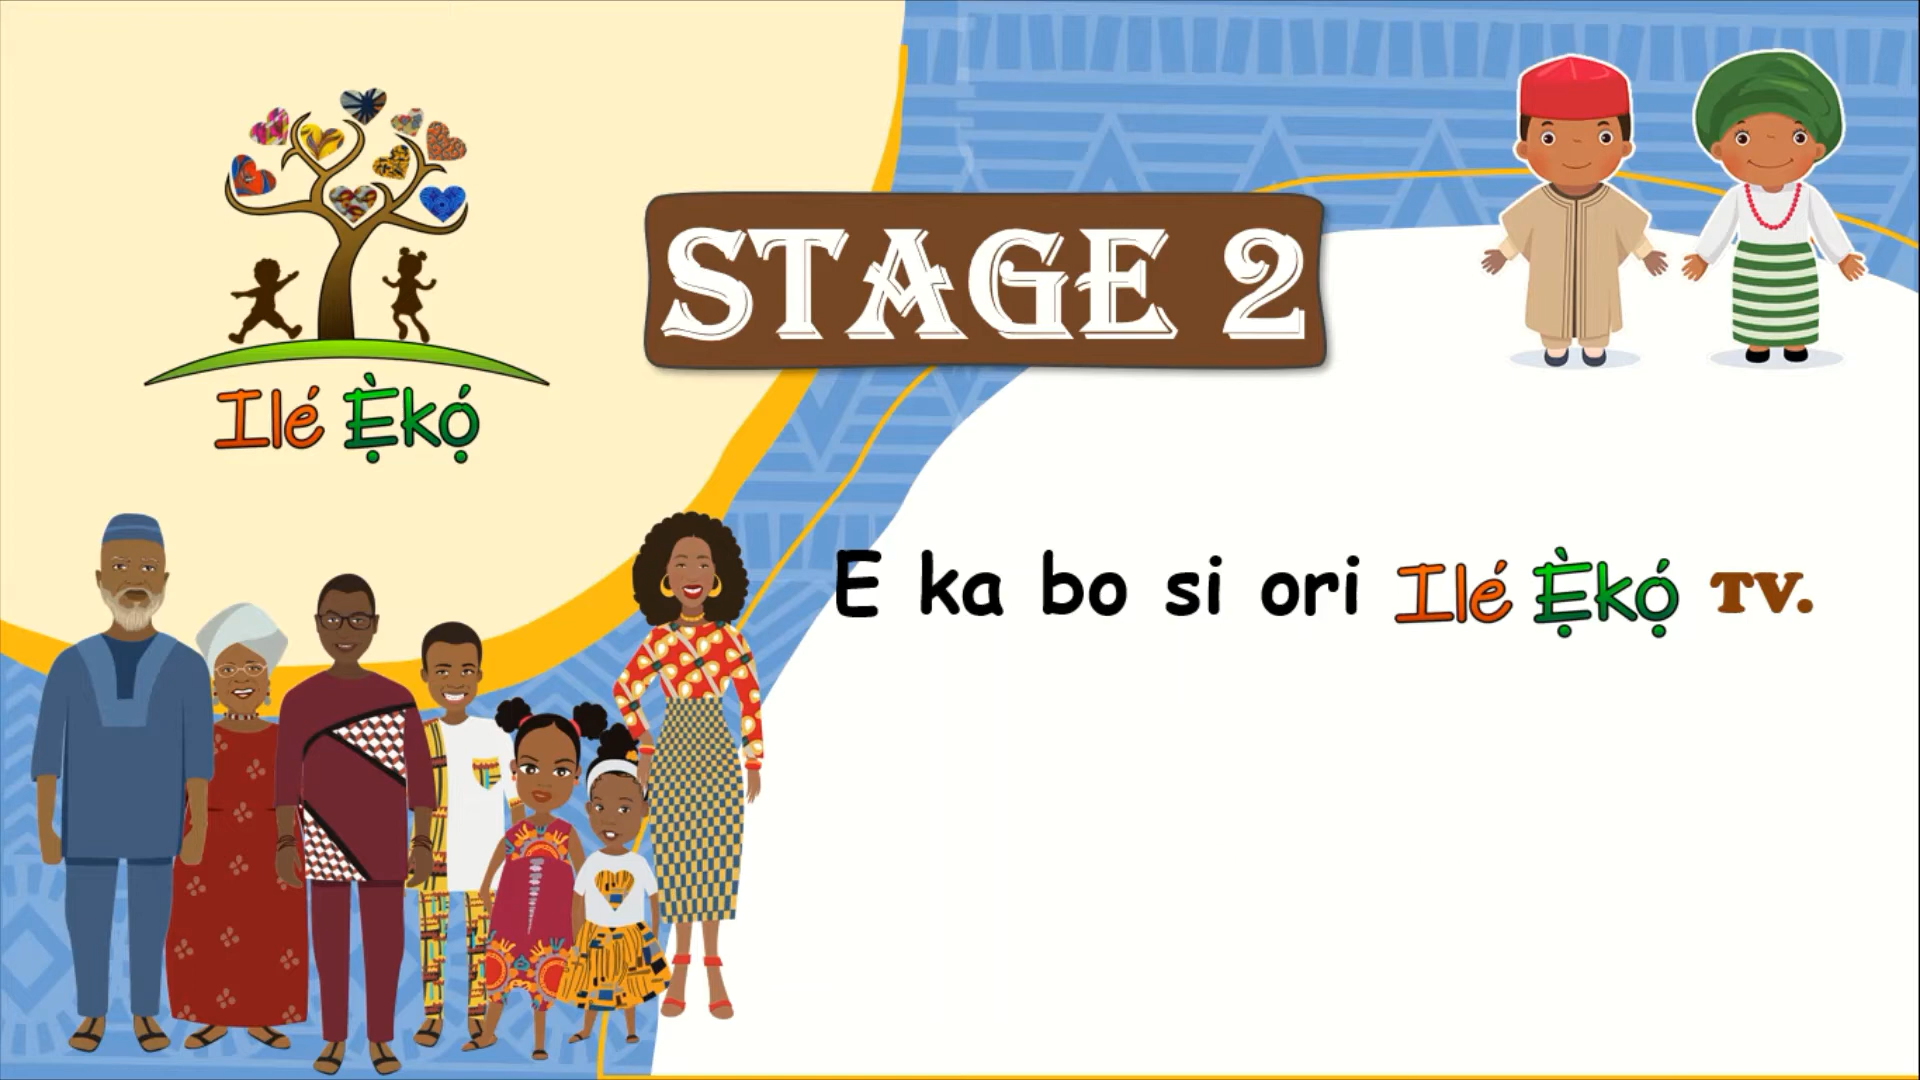 STAGE 2
Ilé Ẹ̀kọ́
E ka bo si ori Ilé Ẹ̀kọ́ TV.